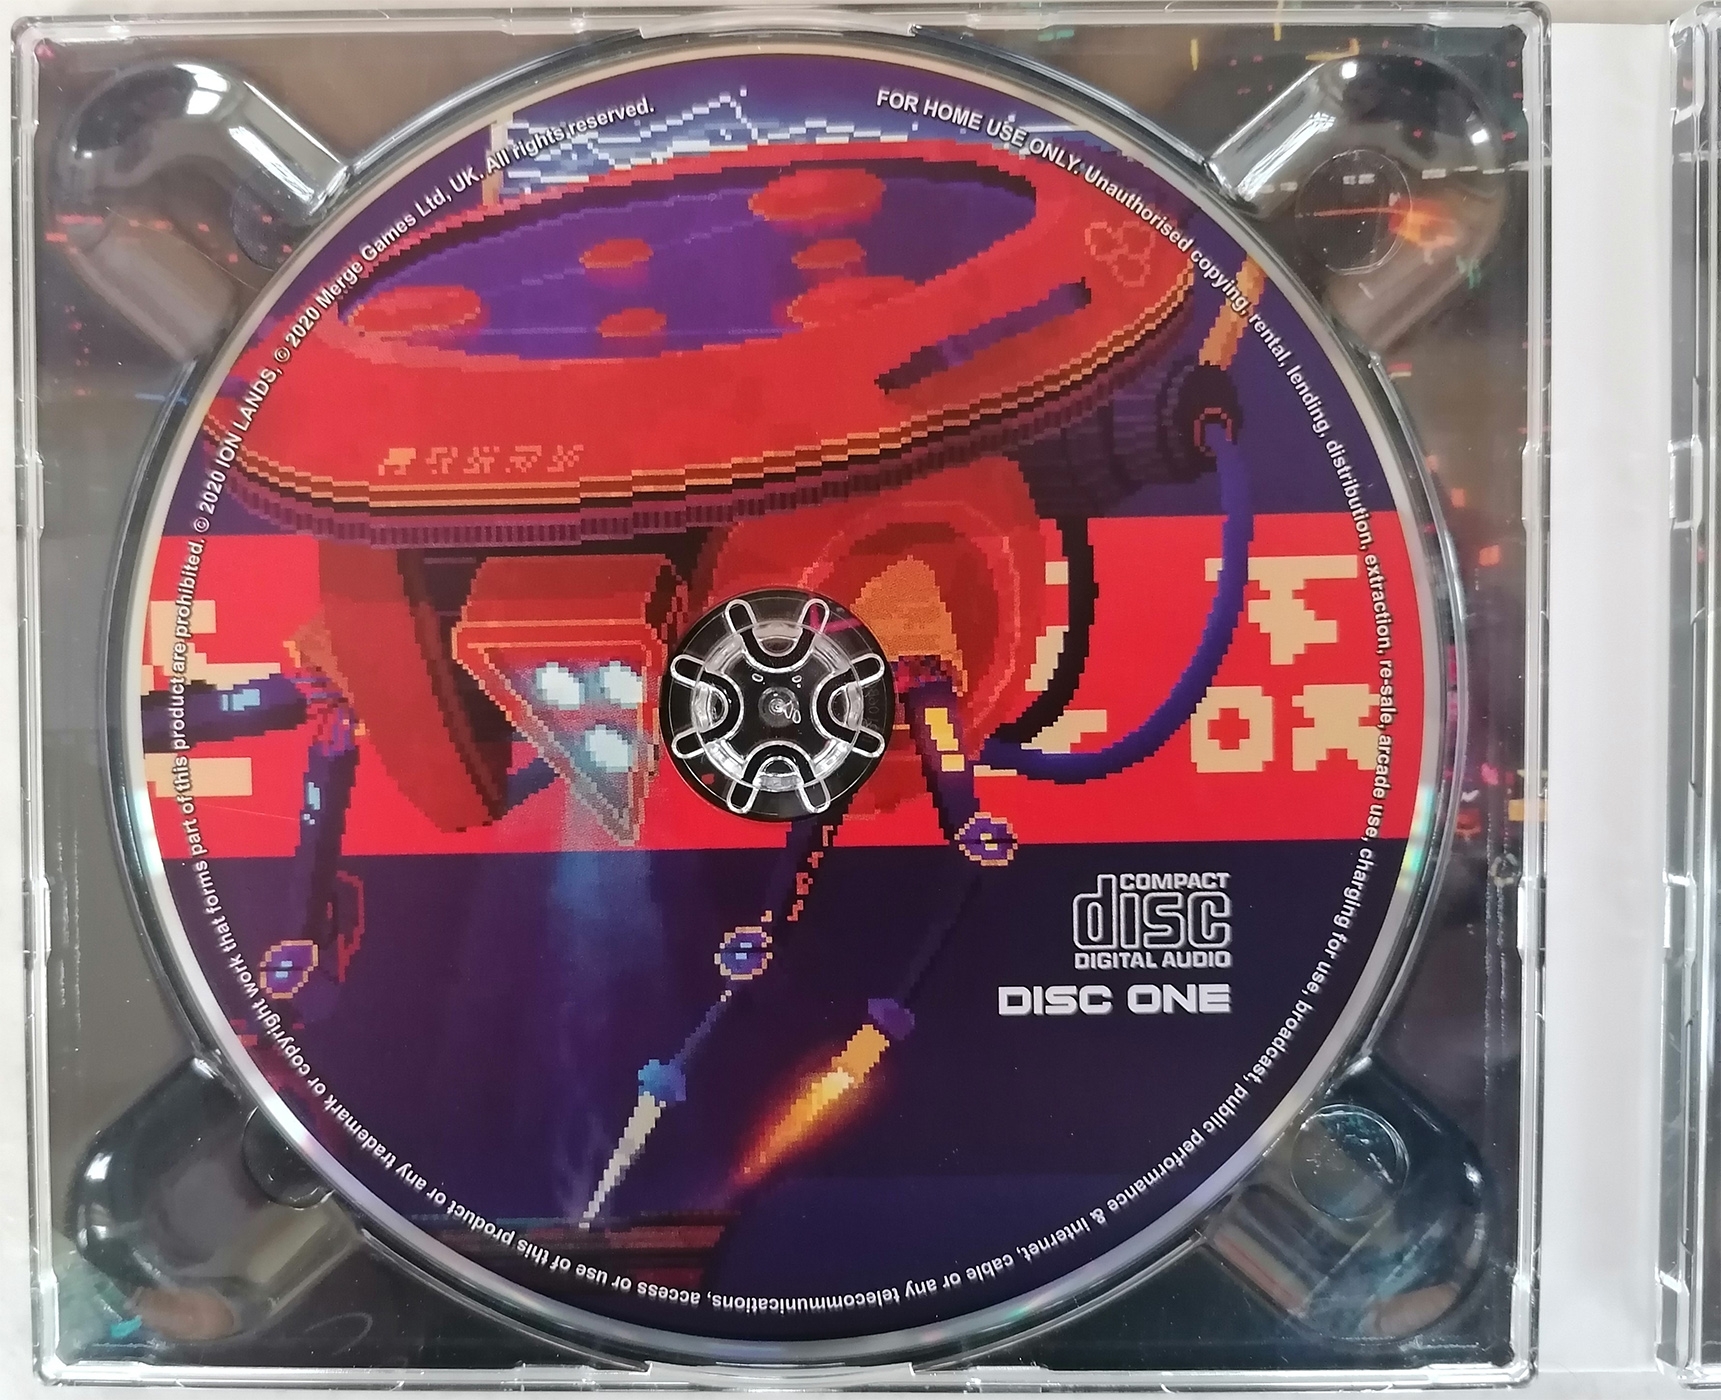 FOR HOME USE ONLY. Unauthorised copying, rental, lending, distribution, extraction, re-sale, arcade use, charging for use, broadcast, public performance & internet, cable or any telecommunications, access or use of this product or any trademark or copyright work that forms part of this product are prohibited. © 2020 ION LANDS, © 2020 Merge Games Ltd, UK. All rights reserved.
COMPACT
disc
DIGITAL AUDIO
DISC ONE